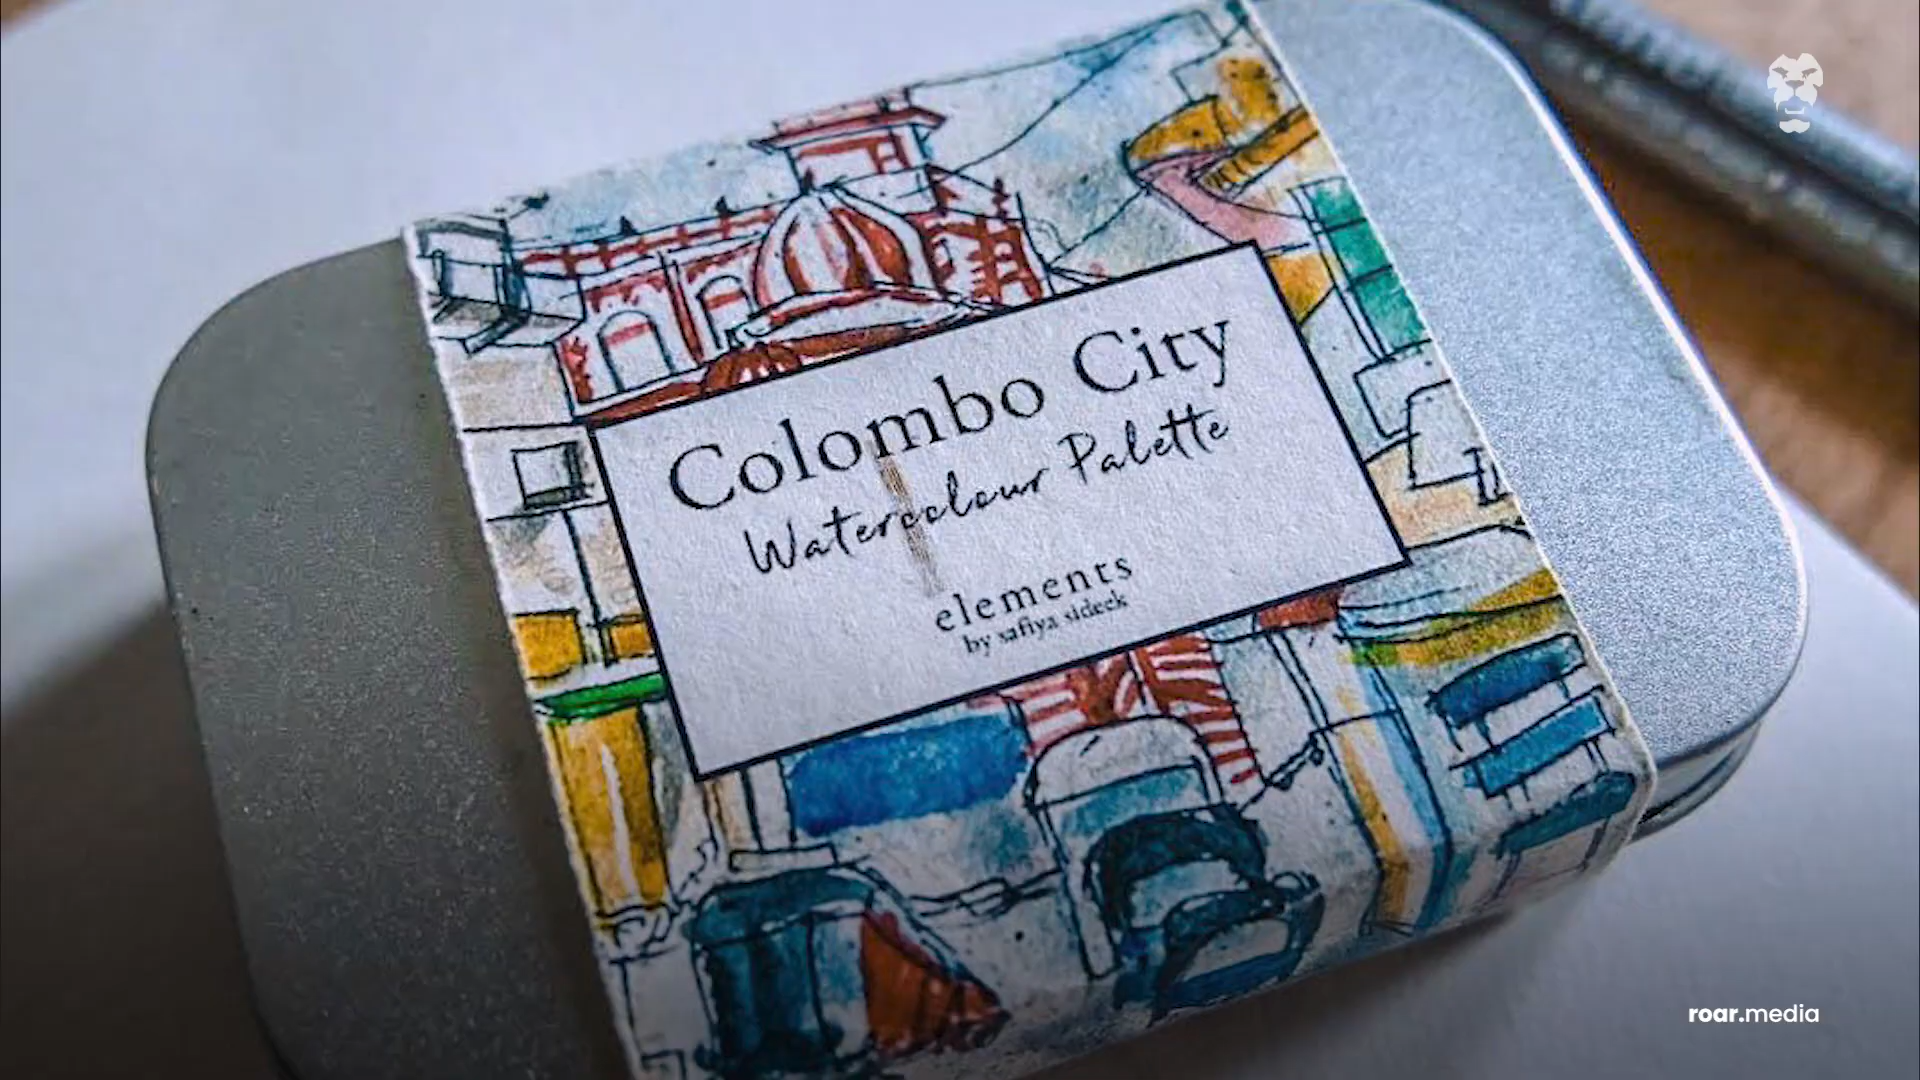 Colombo City
Watercolour Palette
elements
by safiya sideek
roar.media